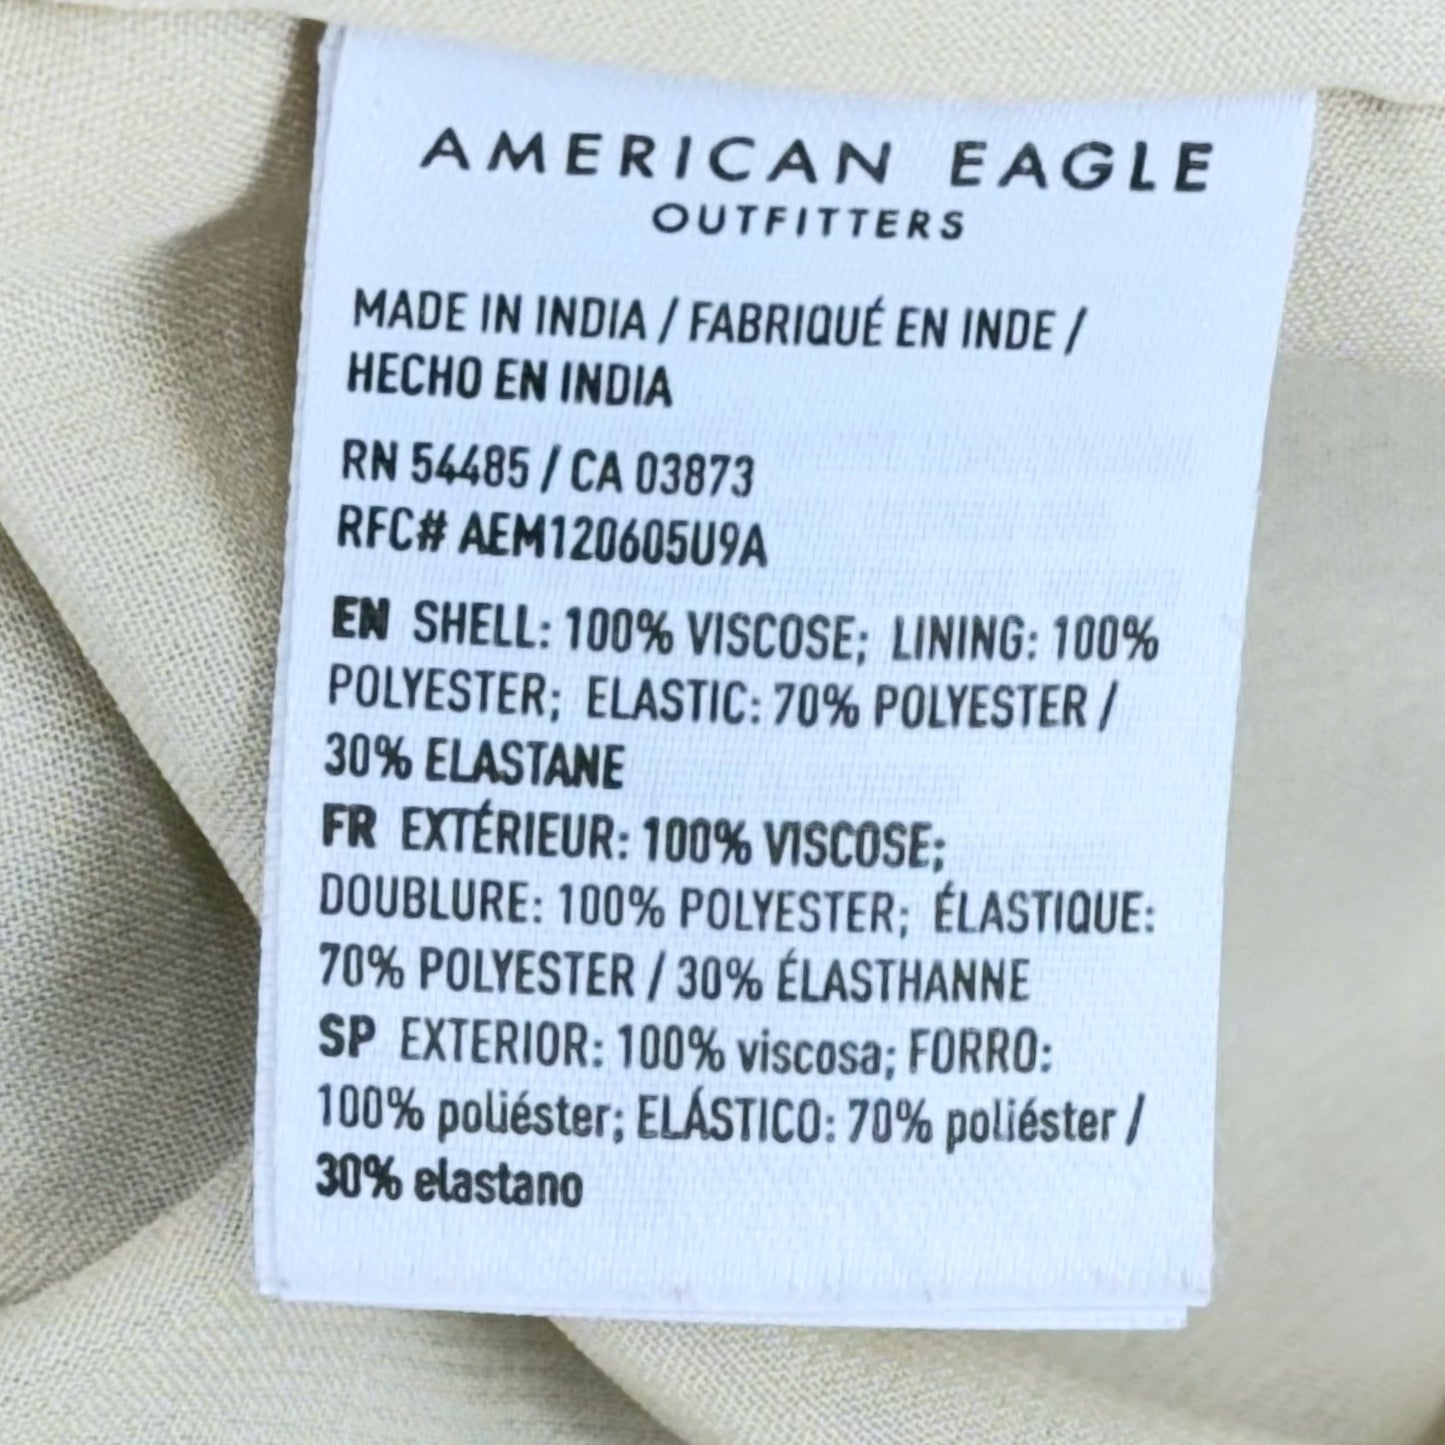 AMERICAN EAGLE
OUTFITTERS
MADE IN INDIA / FABRIQUÉ EN INDE /
HECHO EN INDIA
RN 54485 / CA 03873
RFC# AEM120605U9A
EN SHELL: 100% VISCOSE; LINING: 100%
POLYESTER; ELASTIC: 70% POLYESTER /
30% ELASTANE
FR EXTÉRIEUR: 100% VISCOSE;
DOUBLURE: 100% POLYESTER; ÉLASTIQUE:
70% POLYESTER / 30% ÉLASTHANNE
SP EXTERIOR: 100% viscosa; FORRO:
100% poliéster; ELÁSTICO: 70% poliéster /
30% elastano